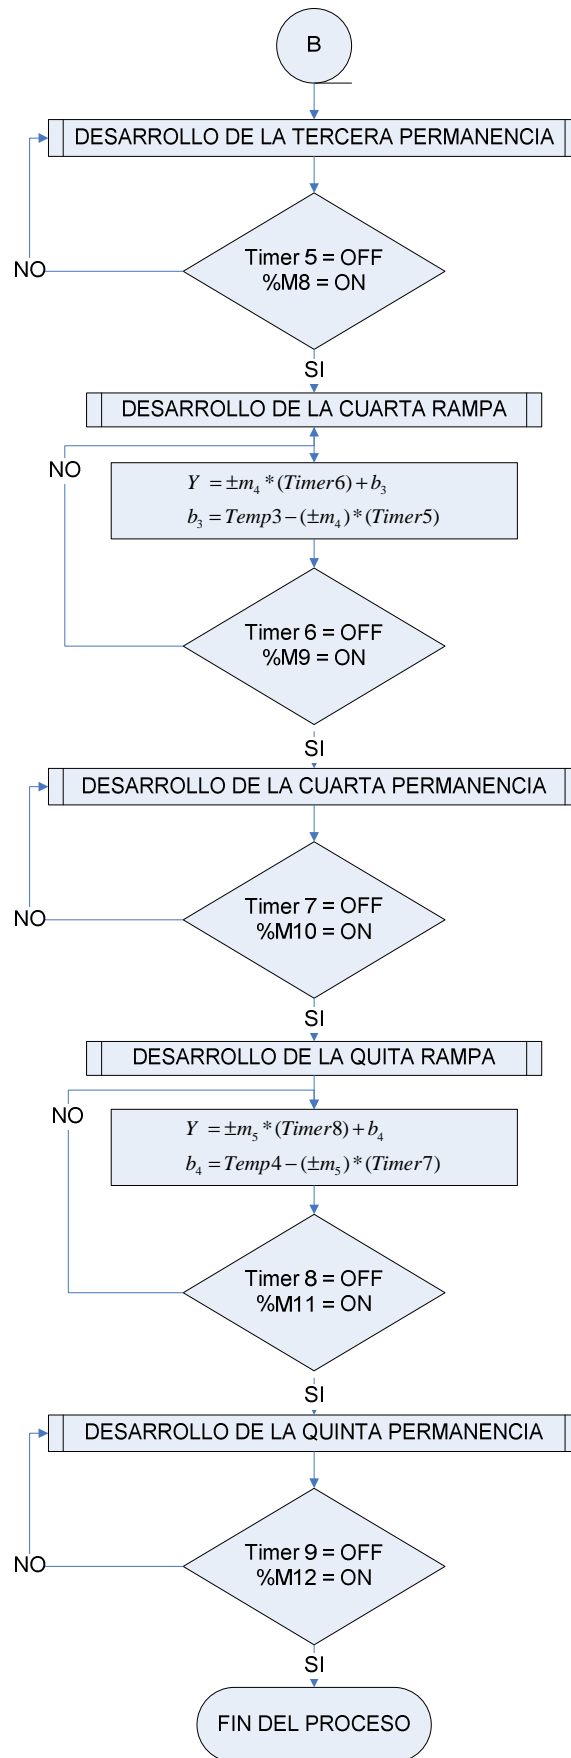 B
DESARROLLO DE LA TERCERA PERMANENCIA
Timer 5 = OFF
%M8 = ON
NO
SI
DESARROLLO DE LA CUARTA RAMPA
NO
Y = ±m₄ *(Timer6)+b₃
b₃ = Temp3−(±m₄)*(Timer5)
Timer 6 = OFF
%M9 = ON
SI
DESARROLLO DE LA CUARTA PERMANENCIA
Timer 7 = OFF
%M10 = ON
NO
SI
DESARROLLO DE LA QUITA RAMPA
NO
Y = ±m₅ *(Timer8)+b₄
b₄ = Temp4−(±m₅)*(Timer7)
Timer 8 = OFF
%M11 = ON
SI
DESARROLLO DE LA QUINTA PERMANENCIA
Timer 9 = OFF
%M12 = ON
NO
SI
FIN DEL PROCESO